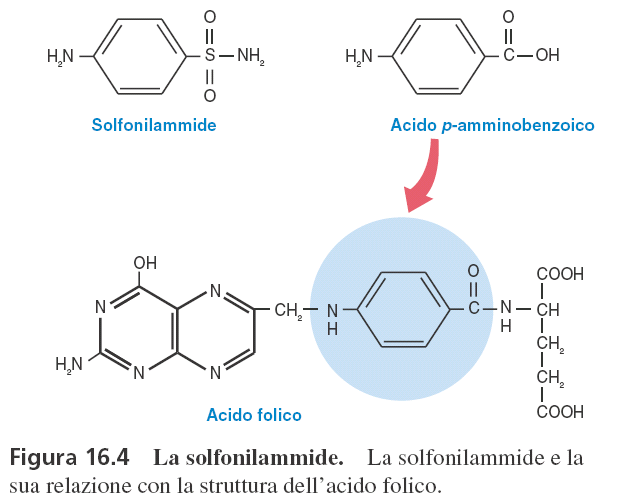 O
H₂N
S
NH₂
O
Solfonilammide
O
H₂N
C
OH
Acido p-amminobenzoico
OH
N
N
H₂N
N
N
CH₂
N
H
O
C
N
H
COOH
CH
CH₂
CH₂
COOH
Acido folico
Figura 16.4 La solfonilammide. La solfonilammide e la
sua relazione con la struttura dell'acido folico.